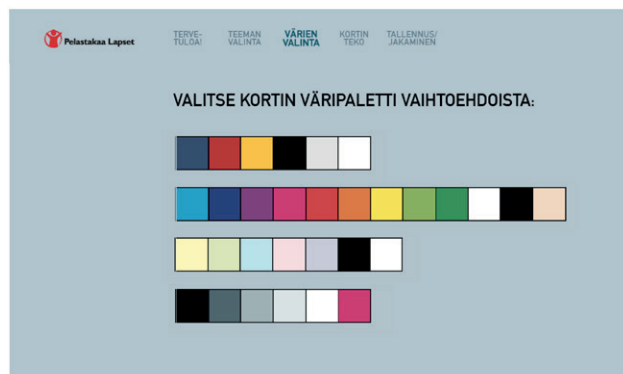 Pelastakaa Lapset
TERVE-
TULOA!
TEEMAN
VALINTA
VÄRIEN
VALINTA
KORTIN
TEKO
TALLENNUS/
JAKAMINEN
VALITSE KORTIN VÄRIPALETTI VAIHTOEHDOISTA: